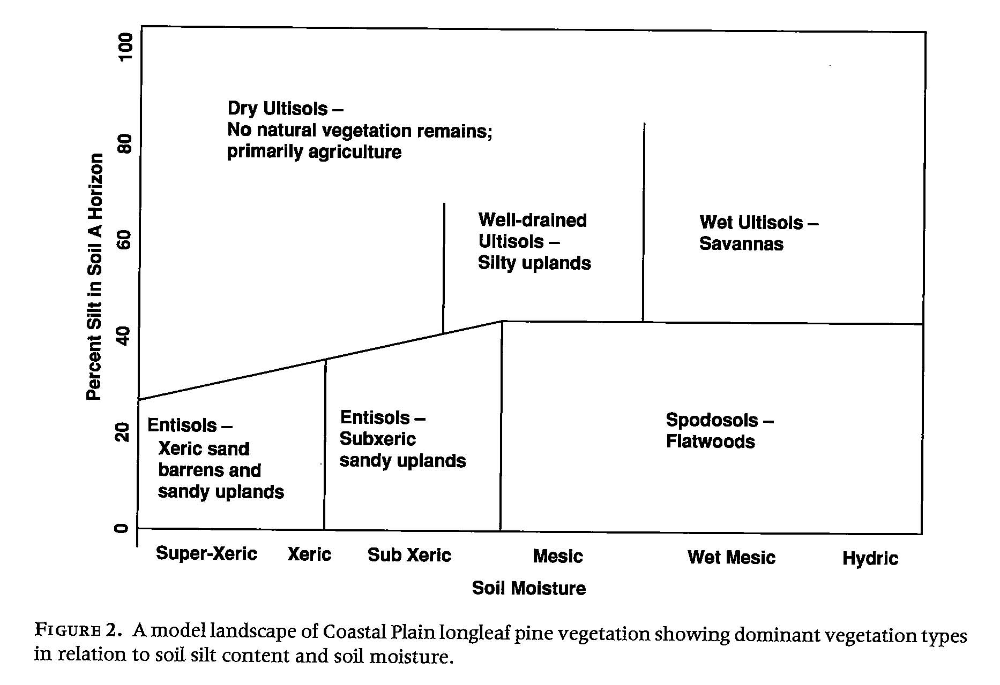 100
80
60
40
20
0
Percent Silt in Soil A Horizon
Dry Ultisols –
No natural vegetation remains;
primarily agriculture
Well-drained
Ultisols –
Silty uplands
Wet Ultisols –
Savannas
Entisols –
Xeric sand
barrens and
sandy uplands
Entisols –
Subxeric
sandy uplands
Spodosols –
Flatwoods
Super-Xeric Xeric Sub Xeric Mesic Wet Mesic Hydric
Soil Moisture
FIGURE 2. A model landscape of Coastal Plain longleaf pine vegetation showing dominant vegetation types
in relation to soil silt content and soil moisture.